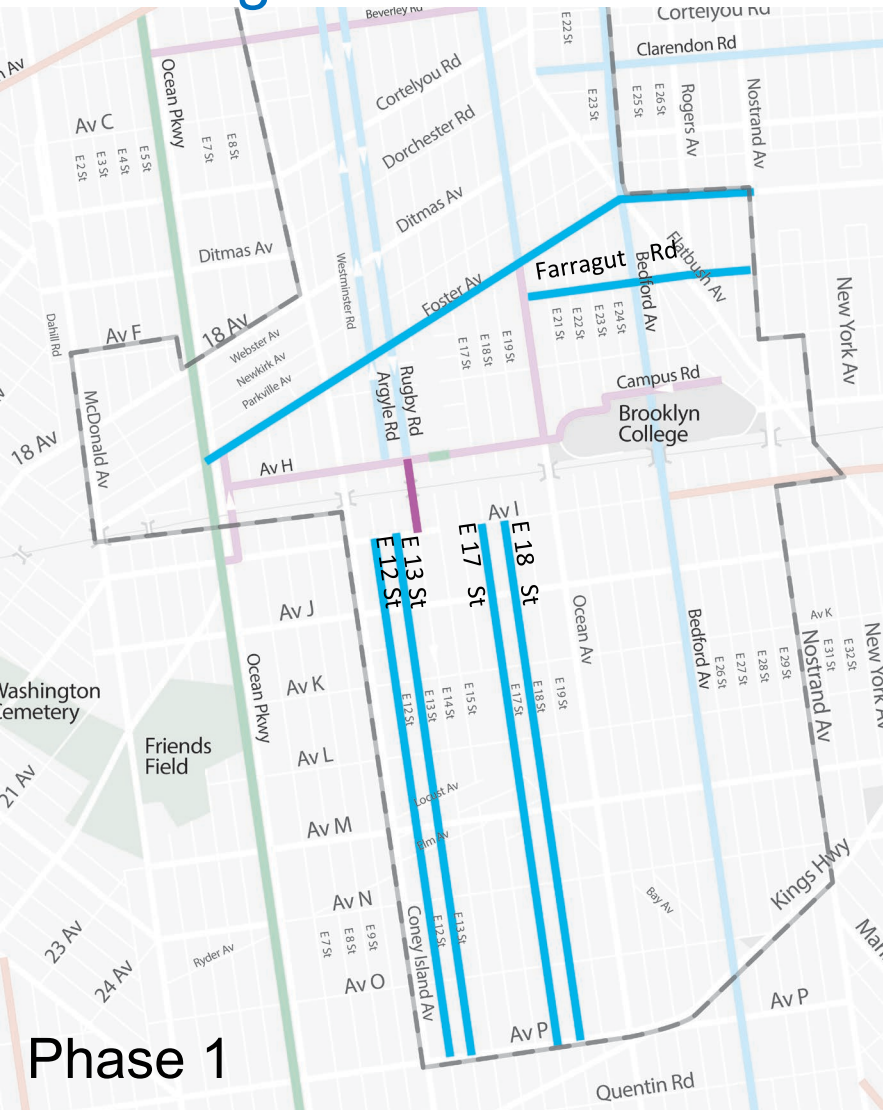 g
Beverley Rd
Cortelyou Rd
E 22 St
Clarendon Rd
Av
Ocean Pkwy
Cortelyou Rd
E 23 St
E 25 St
E 26 St
Rogers Av
Nostrand Av
Av C
E 2 St
E 3 St
E 4 St
E 5 St
E 7 St
E 8 St
Dorchester Rd
Ditmas Av
Ditmas Av
Westminster Rd
Foster Av
Farragut Rd
Flatbush Av
Bedford Av
New York Av
Dahill Rd
Av F
18 Av
Webster Av
Newkirk Av
Parkville Av
E 17 St
E 18 St
E 19 St
E 21 St
E 22 St
E 23 St
E 24 St
McDonald Av
18 Av
Argyle Rd
Rugby Rd
Campus Rd
Brooklyn
College
Av H
Av I
E 12 St
E 13 St
E 17 St
E 18 St
Av J
Ocean Av
Bedford Av
Av K
E 26 St
E 27 St
E 28 St
E 29 St
Nostrand Av
E 31 St
E 32 St
New York Av
Washington
Cemetery
Ocean Pkwy
Av K
E 12 St
E 13 St
E 14 St
E 15 St
E 17 St
E 18 St
E 19 St
Friends
Field
Av L
21 Av
Locust Av
Av M
Elm Av
Kings Hwy
Av N
E 7 St
E 8 St
E 9 St
Coney Island Av
E 12 St
E 13 St
Bay Av
23 Av
Ryder Av
24 Av
Av O
Av P
Av P
Phase 1
Quentin Rd